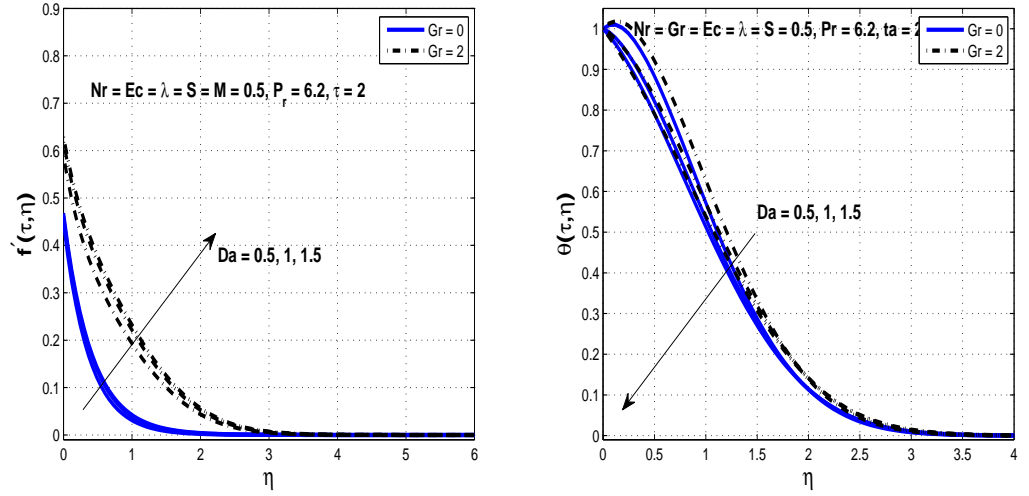 Gr = 0
Gr = 2
Nr = Ec = λ = S = M = 0.5, Pr = 6.2, τ = 2
Da = 0.5, 1, 1.5
f′(τ,η)
0.9
0.8
0.7
0.6
0.5
0.4
0.3
0.2
0.1
0
0 1 2 3 4 5 6
η
Nr = Gr = Ec = λ = S = 0.5, Pr = 6.2, ta = 2
Gr = 0
Gr = 2
Da = 0.5, 1, 1.5
θ(τ,η)
1
0.9
0.8
0.7
0.6
0.5
0.4
0.3
0.2
0.1
0
0 0.5 1 1.5 2 2.5 3 3.5 4
η